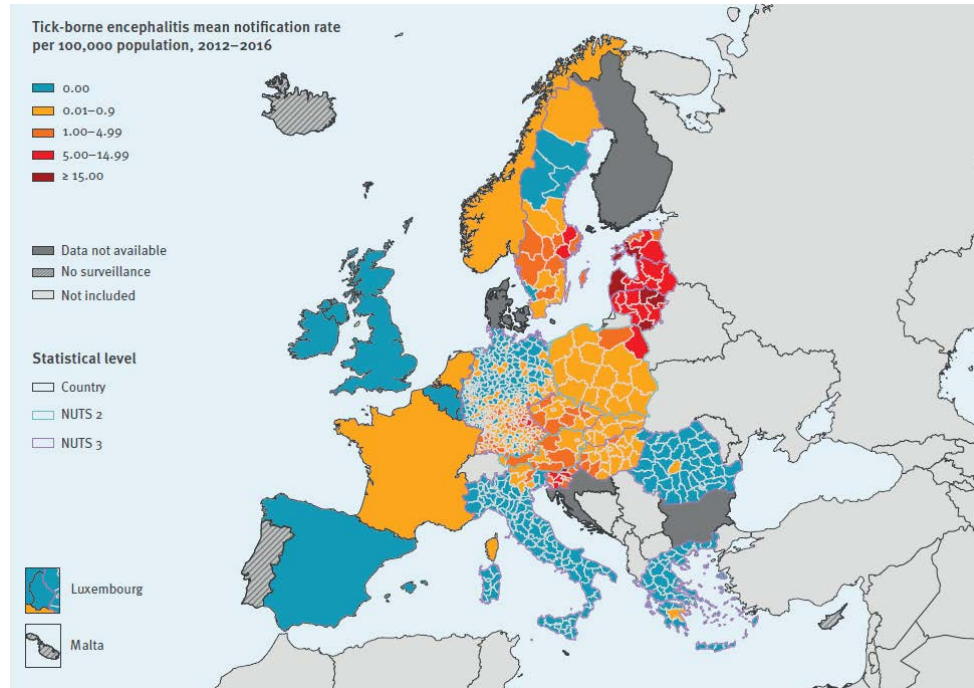 Tick-borne encephalitis mean notification rate
per 100,000 population, 2012–2016
0.00
0.01–0.9
1.00–4.99
5.00–14.99
≥ 15.00
Data not available
No surveillance
Not included
Statistical level
Country
NUTS 2
NUTS 3
Luxembourg
Malta